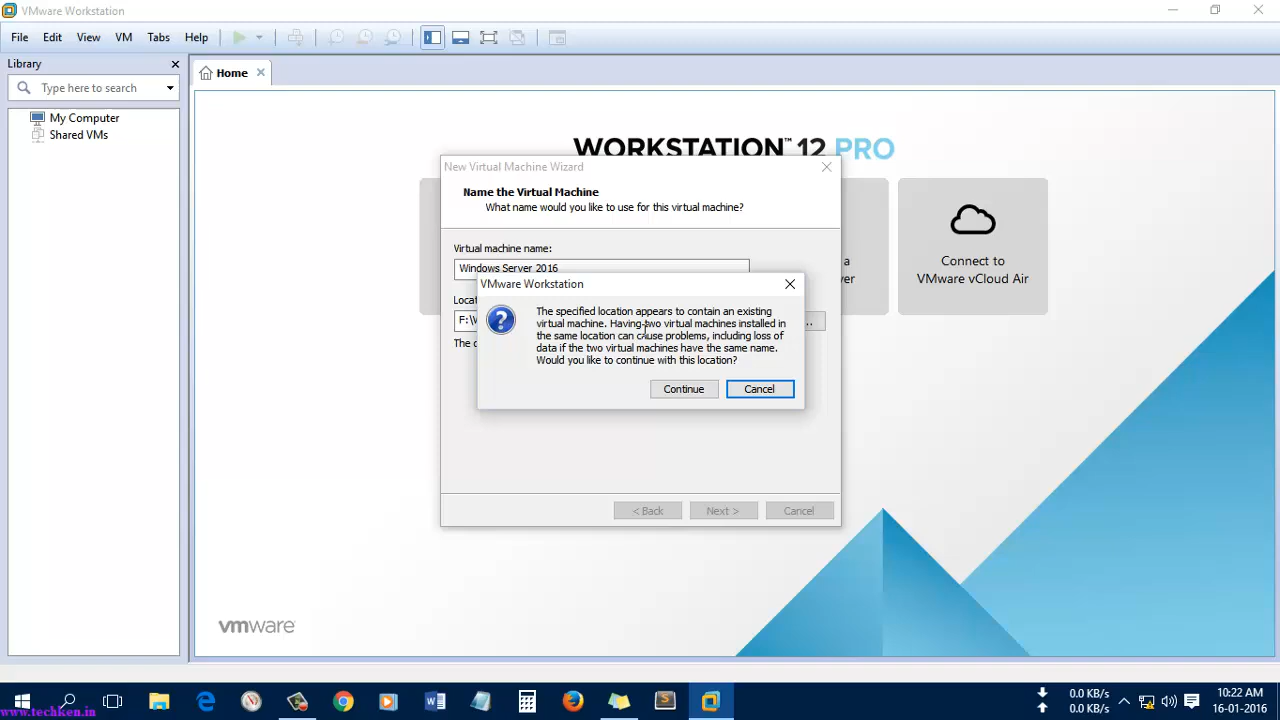 VMware Workstation
File Edit View VM Tabs Help
Library
Home
Type here to search
My Computer
Shared VMs
WORKSTATION™ 12 PRO
New Virtual Machine Wizard
Name the Virtual Machine
What name would you like to use for this virtual machine?
Virtual machine name:
Windows Server 2016
VMware Workstation
The specified location appears to contain an existing
virtual machine. Having two virtual machines installed in
the same location can cause problems, including loss of
data if the two virtual machines have the same name.
Would you like to continue with this location?
Continue Cancel
< Back Next > Cancel
Connect to
VMware vCloud Air
vmware
0.0 KB/s
0.0 KB/s
10:22 AM
16-01-2016
www.techken.in